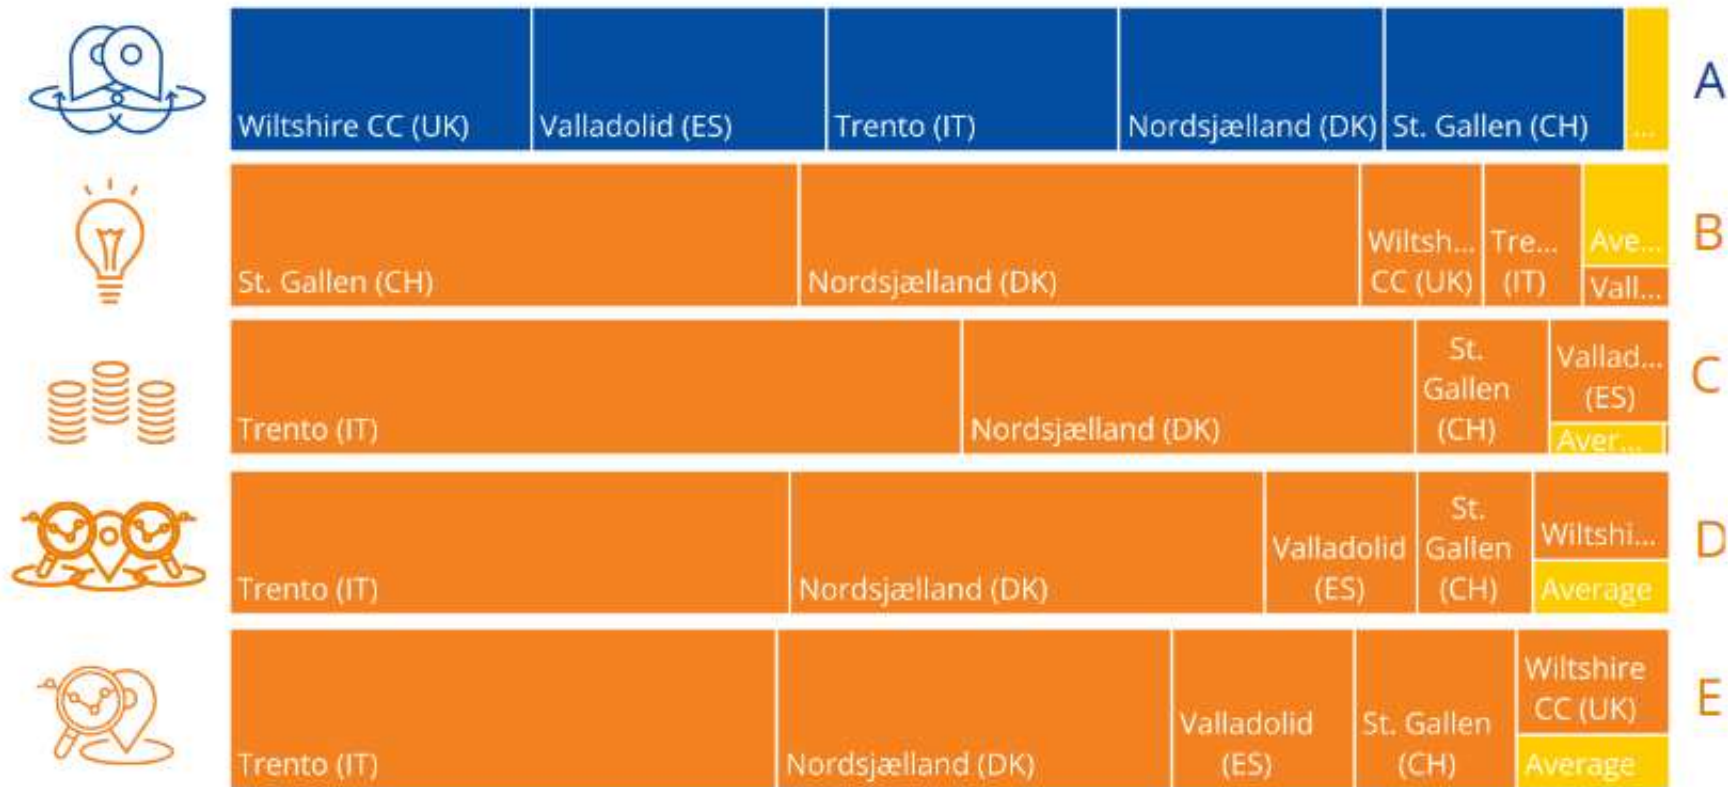 Wiltshire CC (UK)
Valladolid (ES)
Trento (IT)
Nordsjælland (DK)
St. Gallen (CH)
...
A
St. Gallen (CH)
Nordsjælland (DK)
Wiltsh...
CC (UK)
Tre...
(IT)
Ave...
Vall...
B
Trento (IT)
Nordsjælland (DK)
St.
Gallen
(CH)
Vallad...
(ES)
Aver...
C
Trento (IT)
Nordsjælland (DK)
Valladolid
(ES)
St.
Gallen
(CH)
Wiltshi...
Average
D
Trento (IT)
Nordsjælland (DK)
Valladolid
(ES)
St. Gallen
(CH)
Wiltshire
CC (UK)
Average
E